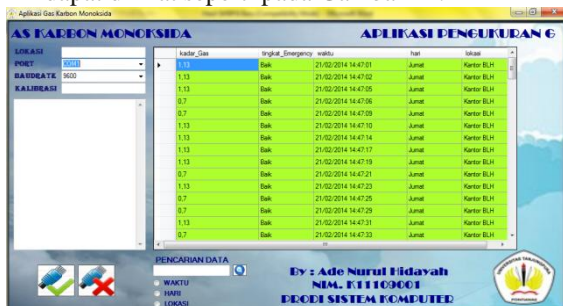 Aplikasi Gas Karbon Monoksida
AS KARBON MONOKSIDA APLIKASI PENGUKURAN G
LOKASI
PORT COM1
BAUDRATE 9600
KALIBRASI
kadar_Gas tingkat_Emergency waktu hari lokasi
1,13 Baik 21/02/2014 14:47:01 Jumat Kantor BLH
1,13 Baik 21/02/2014 14:47:02 Jumat Kantor BLH
1,13 Baik 21/02/2014 14:47:05 Jumat Kantor BLH
0,7 Baik 21/02/2014 14:47:06 Jumat Kantor BLH
0,7 Baik 21/02/2014 14:47:09 Jumat Kantor BLH
1,13 Baik 21/02/2014 14:47:10 Jumat Kantor BLH
1,13 Baik 21/02/2014 14:47:14 Jumat Kantor BLH
1,13 Baik 21/02/2014 14:47:17 Jumat Kantor BLH
1,13 Baik 21/02/2014 14:47:19 Jumat Kantor BLH
0,7 Baik 21/02/2014 14:47:21 Jumat Kantor BLH
1,13 Baik 21/02/2014 14:47:23 Jumat Kantor BLH
0,7 Baik 21/02/2014 14:47:25 Jumat Kantor BLH
0,7 Baik 21/02/2014 14:47:29 Jumat Kantor BLH
1,13 Baik 21/02/2014 14:47:31 Jumat Kantor BLH
0,7 Baik 21/02/2014 14:47:33 Jumat Kantor BLH
PENCARIAN DATA
WAKTU
HARI
LOKASI
By : Ade Nurul Hidayah
NIM. K11109001
PRODI SISTEM KOMPUTER